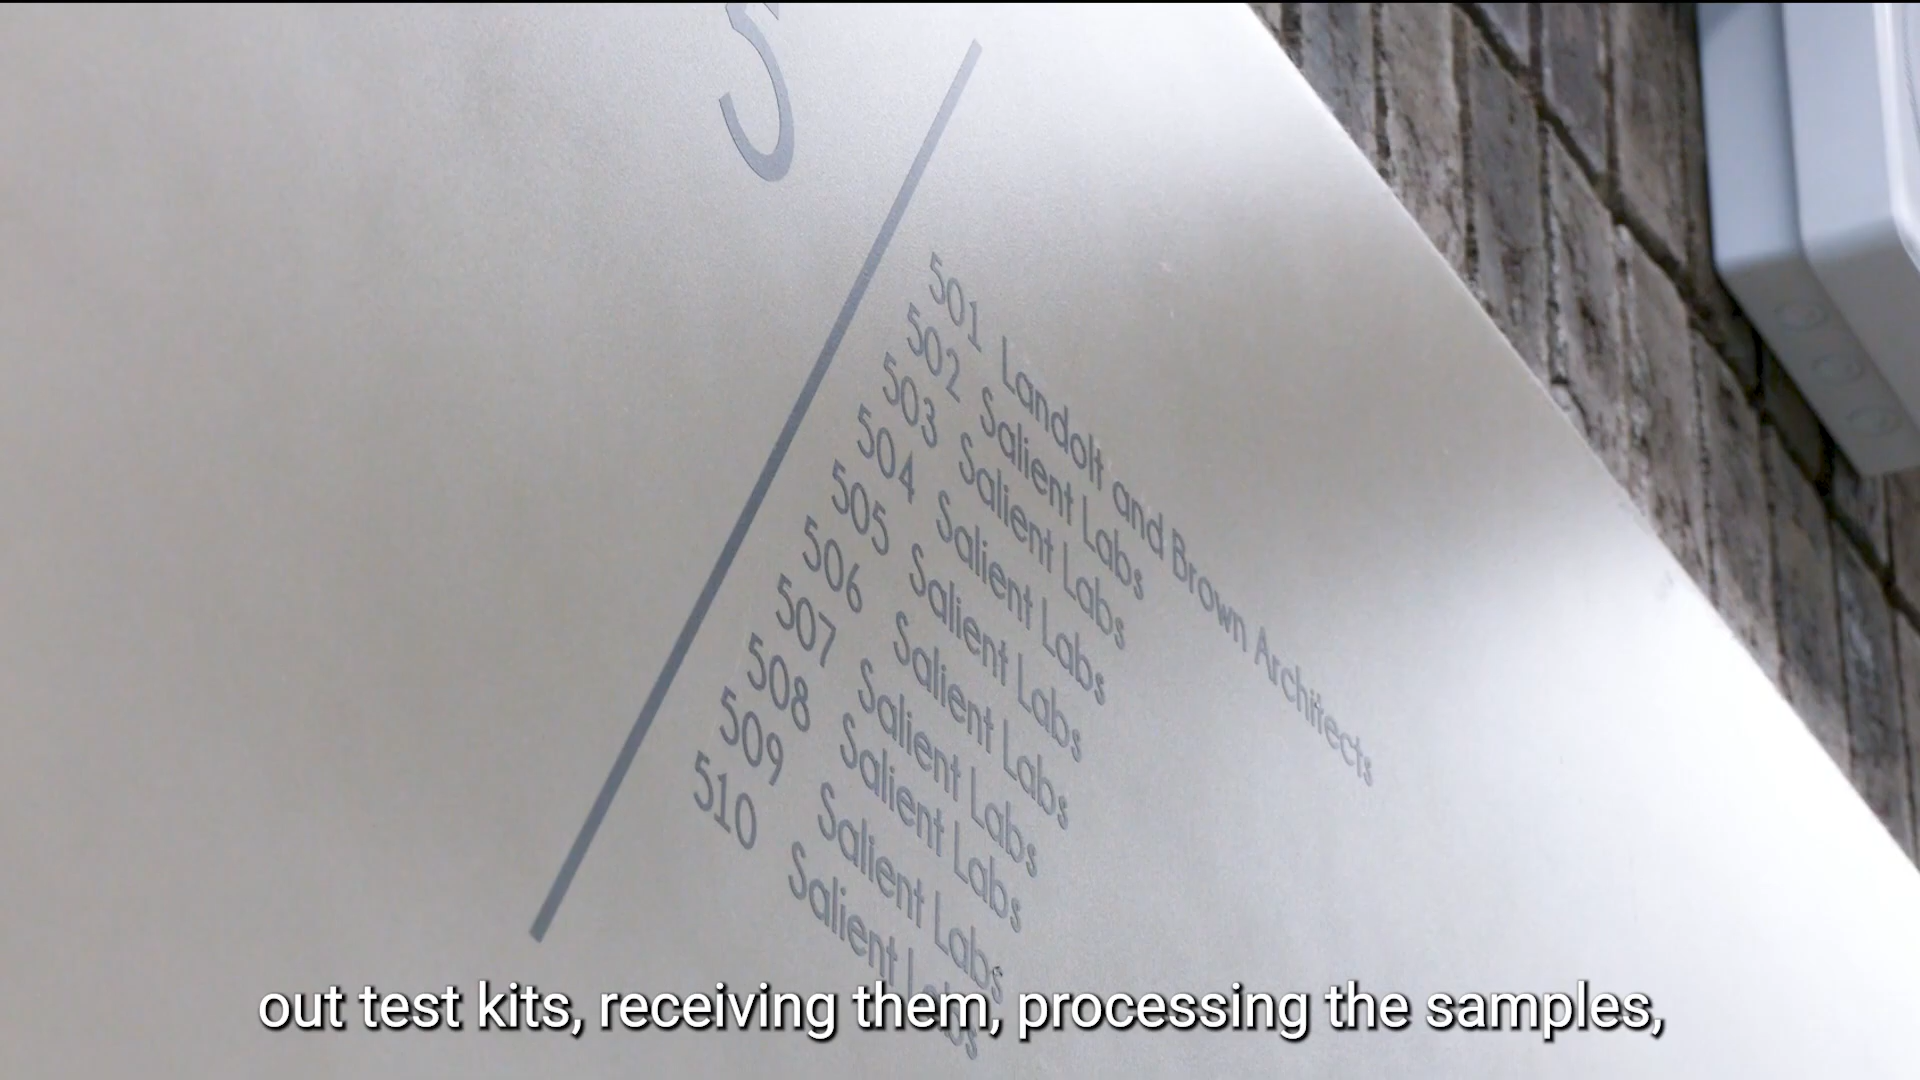 5
501 Landolt and Brown Architects
502 Salient Labs
503 Salient Labs
504 Salient Labs
505 Salient Labs
506 Salient Labs
507 Salient Labs
508 Salient Labs
509 Salient Labs
510 Salient Labs
out test kits, receiving them, processing the samples,